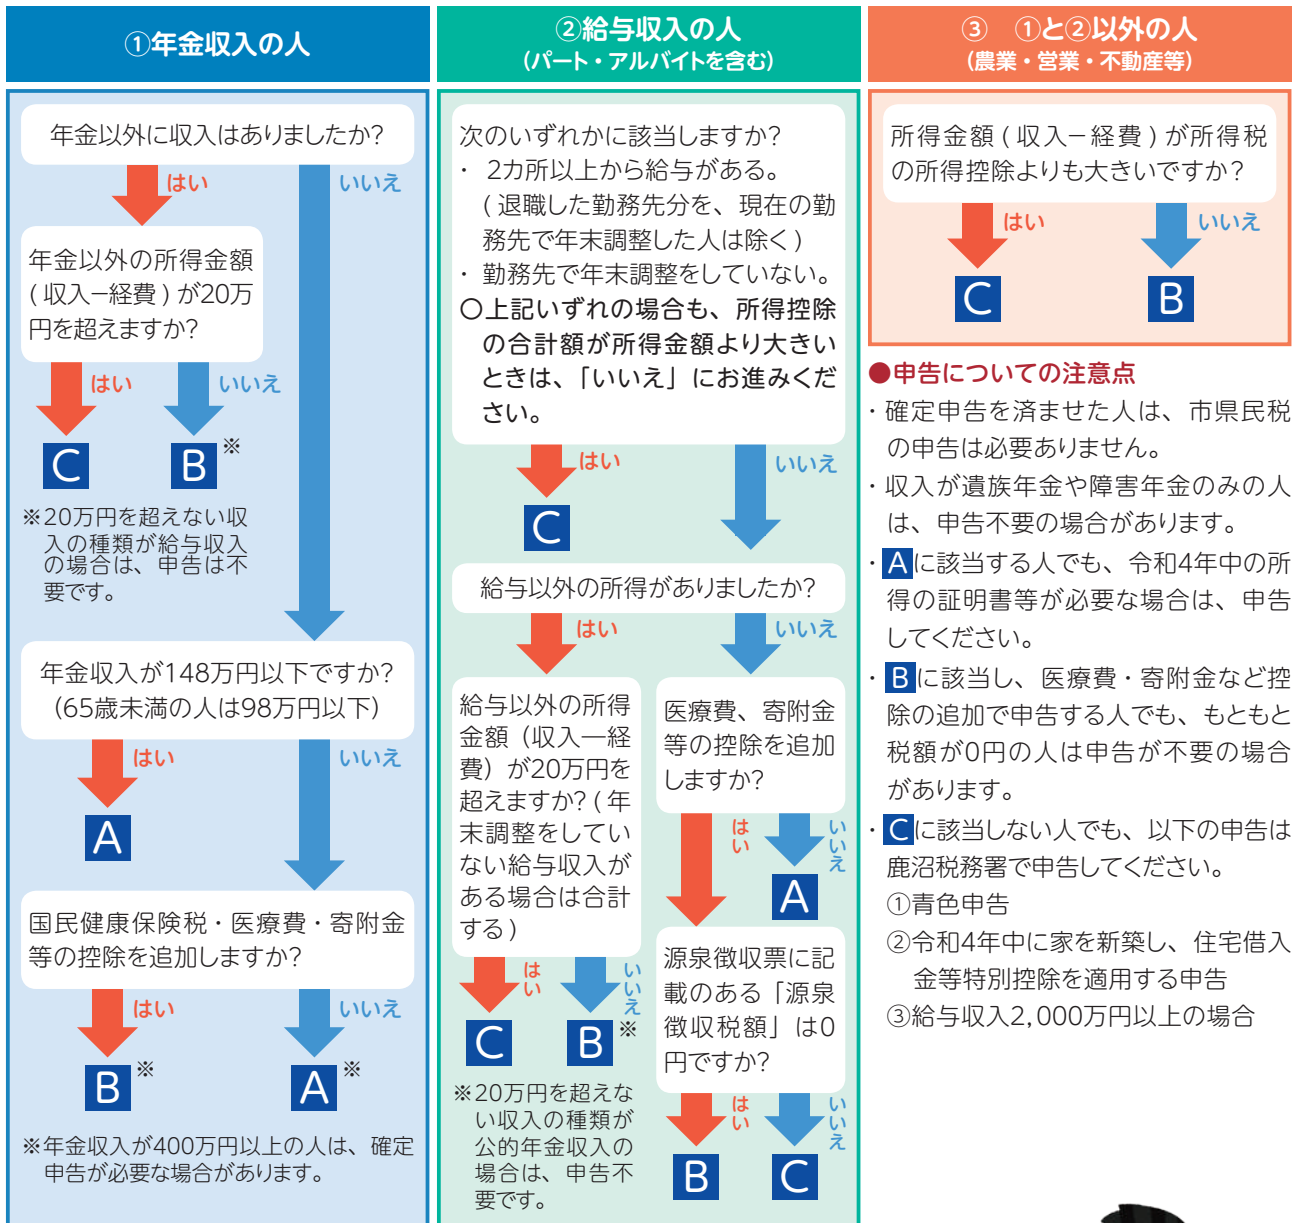 ①年金収入の人
年金以外に収入はありましたか?
はい
いいえ
年金以外の所得金額
(収入−経費)が20万
円を超えますか?
はい
いいえ
C
B※
※20万円を超えない収
入の種類が給与収入
の場合は、申告は不
要です。
年金収入が148万円以下ですか?
(65歳未満の人は98万円以下)
はい
いいえ
A
国民健康保険税・医療費・寄附金
等の控除を追加しますか?
はい
いいえ
B※
A※
※年金収入が400万円以上の人は、確定
申告が必要な場合があります。
②給与収入の人
(パート・アルバイトを含む)
次のいずれかに該当しますか?
・ 2カ所以上から給与がある。
(退職した勤務先分を、現在の勤
務先で年末調整した人は除く)
・ 勤務先で年末調整をしていない。
〇上記いずれの場合も、所得控除
の合計額が所得金額より大きい
ときは、「いいえ」にお進みくだ
さい。
はい
いいえ
C
給与以外の所得がありましたか?
はい
いいえ
給与以外の所得
金額(収入―経
費)が20万円を
超えますか?(年
末調整をしてい
ない給与収入が
ある場合は合計
する)
はい
いいえ
C
B※
※20万円を超えな
い収入の種類が
公的年金収入の
場合は、申告不
要です。
医療費、寄附金
等の控除を追加
しますか?
はい
いいえ
A
源泉徴収票に記
載のある「源泉
徴収税額」は0
円ですか?
はい
いいえ
B
C
③ ①と②以外の人
(農業・営業・不動産等)
所得金額(収入−経費)が所得税
の所得控除よりも大きいですか?
はい
いいえ
C
B
●申告についての注意点
・確定申告を済ませた人は、市県民税
の申告は必要ありません。
・収入が遺族年金や障害年金のみの人
は、申告不要の場合があります。
・Aに該当する人でも、令和4年中の所
得の証明書等が必要な場合は、申告
してください。
・Bに該当し、医療費・寄附金など控
除の追加で申告する人でも、もともと
税額が0円の人は申告が不要の場合
があります。
・Cに該当しない人でも、以下の申告は
鹿沼税務署で申告してください。
①青色申告
②令和4年中に家を新築し、住宅借入
金等特別控除を適用する申告
③給与収入2,000万円以上の場合